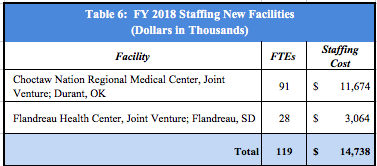 Table 6: FY 2018 Staffing New Facilities
(Dollars in Thousands)
Facility FTEs Staffing Cost
Choctaw Nation Regional Medical Center, Joint
Venture; Durant, OK 91 $ 11,674
Flandreau Health Center, Joint Venture; Flandreau, SD 28 $ 3,064
Total 119 $ 14,738